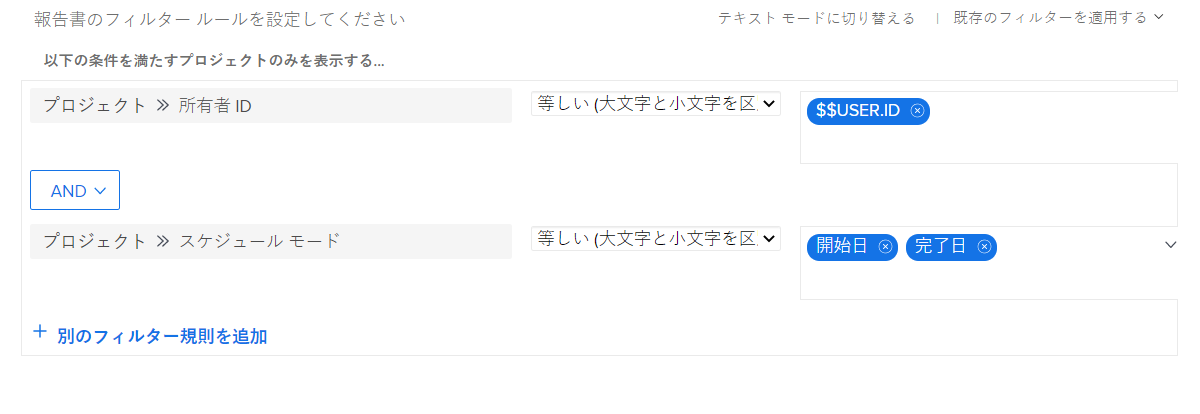 報告書のフィルター ルールを設定してください テキスト モードに切り替える | 既存のフィルターを適用する
以下の条件を満たすプロジェクトのみを表示する...
プロジェクト >> 所有者 ID 等しい (大文字と小文字を区 $$USER.ID
AND
プロジェクト >> スケジュール モード 等しい (大文字と小文字を区 開始日 完了日
+ 別のフィルター規則を追加